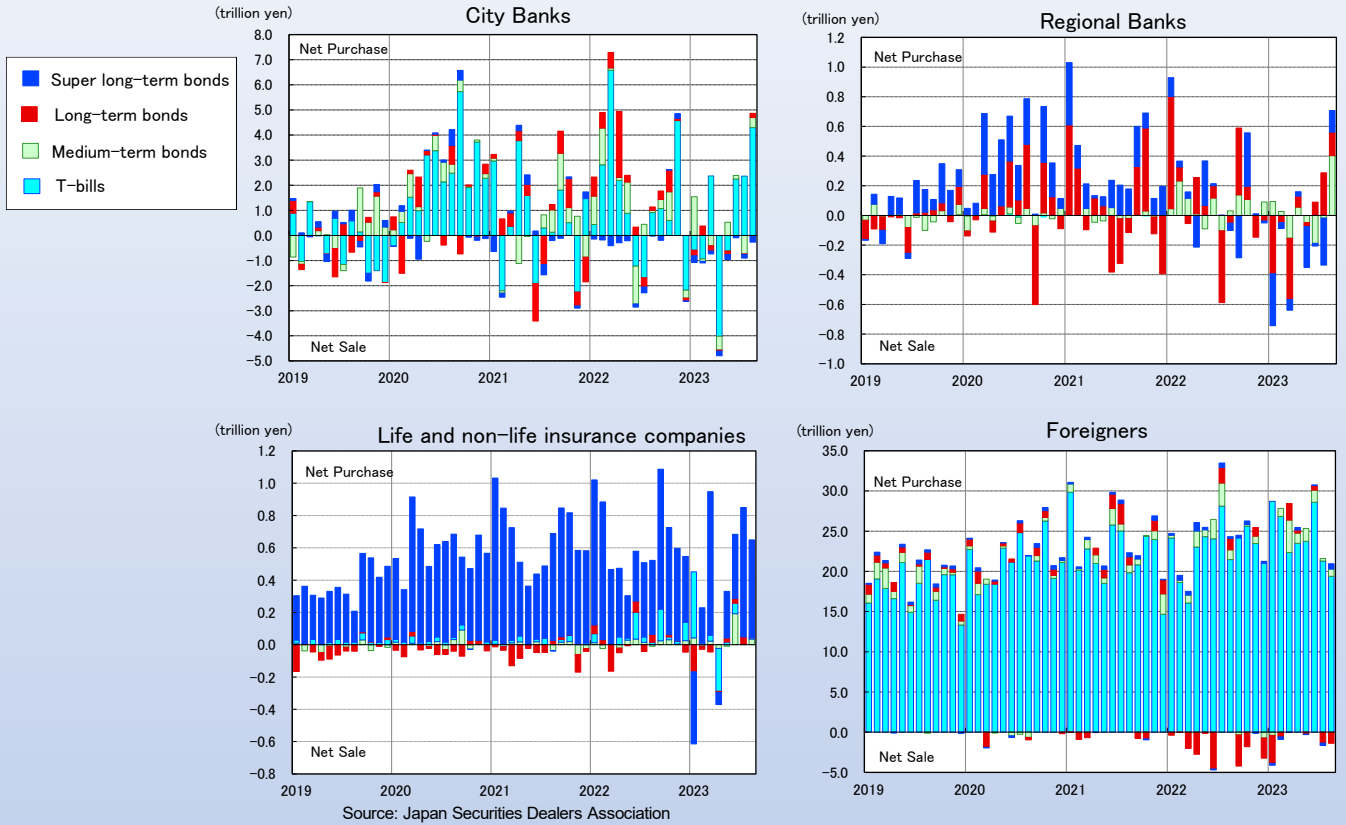 Super long-term bonds
Long-term bonds
Medium-term bonds
T-bills
(trillion yen)
City Banks
8.0
7.0
6.0
5.0
4.0
3.0
2.0
1.0
0.0
-1.0
-2.0
-3.0
-4.0
-5.0
Net Purchase
Net Sale
2019 2020 2021 2022 2023
(trillion yen)
Regional Banks
1.2
1.0
0.8
0.6
0.4
0.2
0.0
-0.2
-0.4
-0.6
-0.8
-1.0
Net Purchase
Net Sale
2019 2020 2021 2022 2023
(trillion yen)
Life and non-life insurance companies
1.2
1.0
0.8
0.6
0.4
0.2
0.0
-0.2
-0.4
-0.6
-0.8
Net Purchase
Net Sale
2019 2020 2021 2022 2023
(trillion yen)
Foreigners
35.0
30.0
25.0
20.0
15.0
10.0
5.0
0.0
-5.0
Net Purchase
Net Sale
2019 2020 2021 2022 2023
Source: Japan Securities Dealers Association